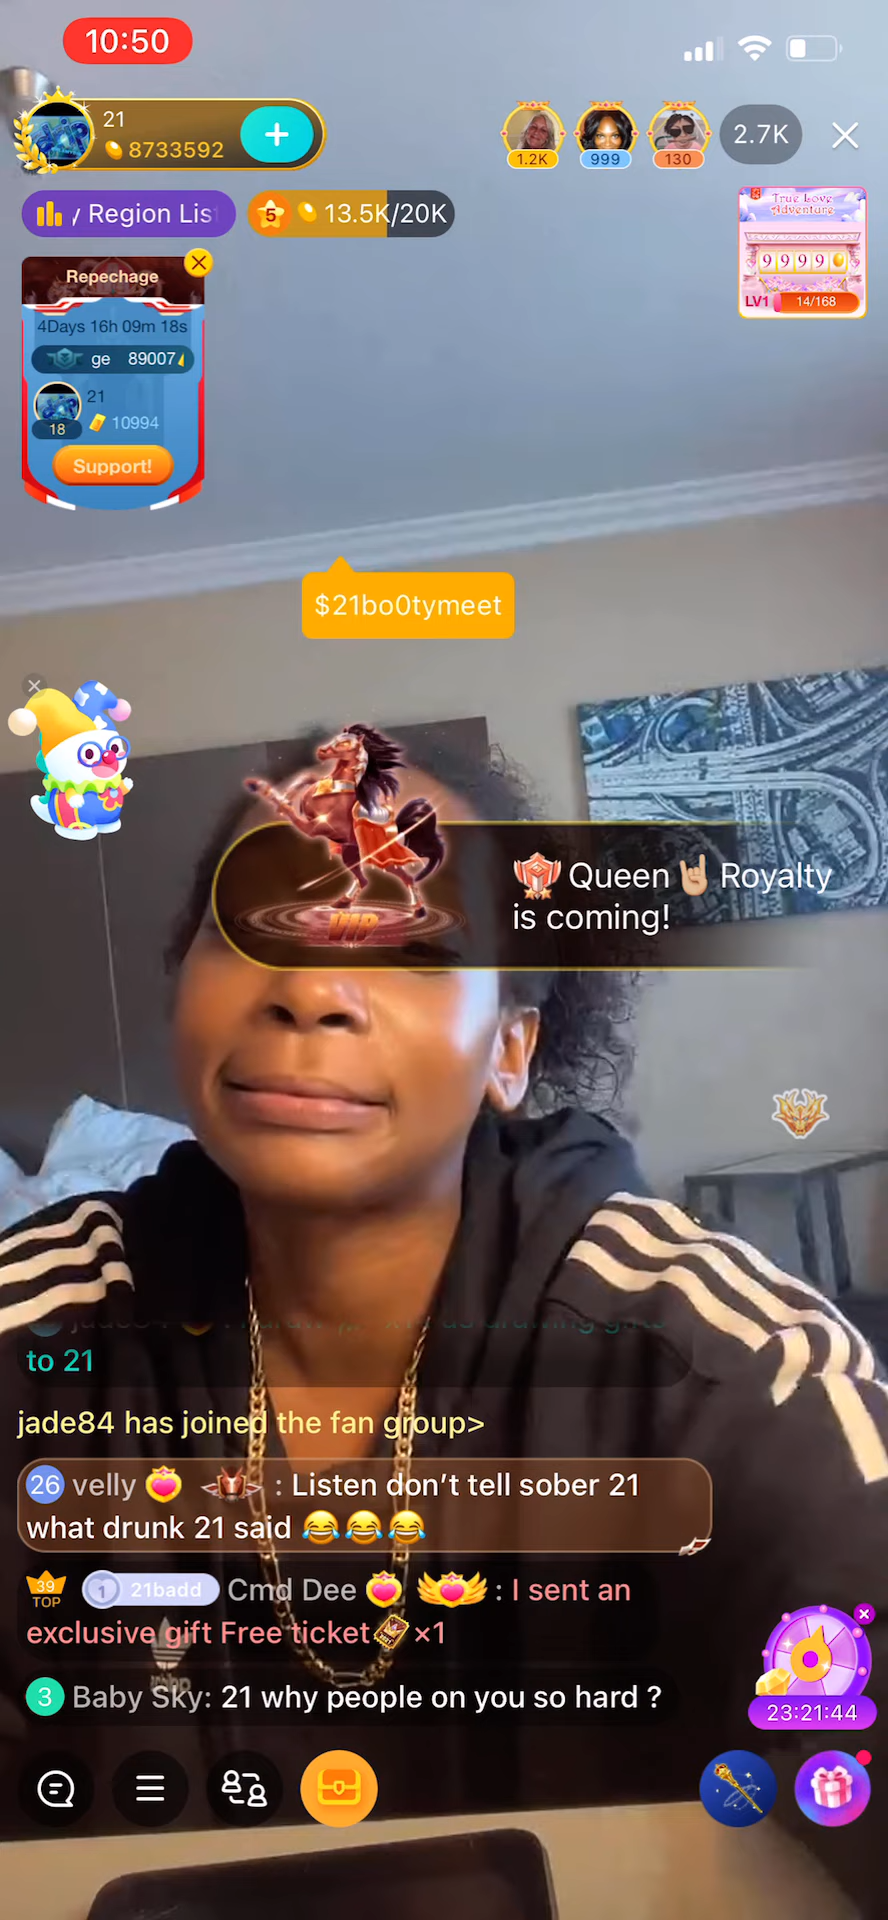 10:50
21
8733592
1.2K
999
130
2.7K
y Region Lis
5
13.5K/20K
True Love
Adventure
9999
LV1
14/168
Repechage
4Days 16h 09m 18s
ge 89007
21
18
10994
Support!
$21bo0tymeet
VIP
Queen🤘🏼Royalty
is coming!
to 21
jade84 has joined the fan group>
26 velly : Listen don’t tell sober 21
what drunk 21 said 😂😂😂
39
TOP
1 21badd Cmd Dee : I sent an
exclusive gift Free ticket ×1
3 Baby Sky: 21 why people on you so hard ?
23:21:44